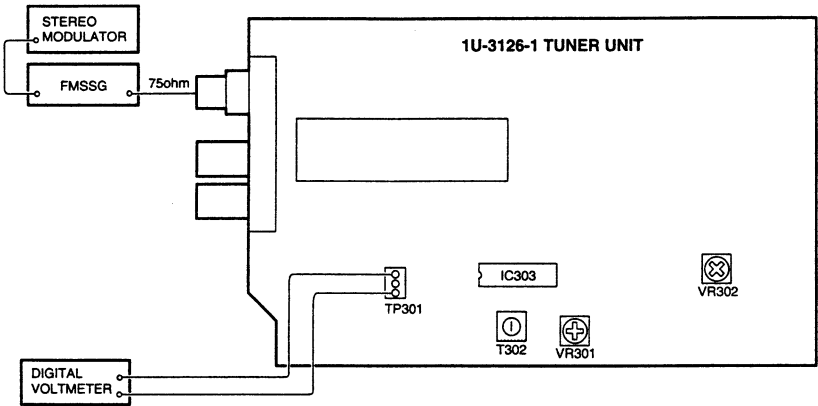 STEREO
MODULATOR
1U-3126-1 TUNER UNIT
FMSSG
75ohm
IC303
VR302
TP301
T302
VR301
DIGITAL
VOLTMETER